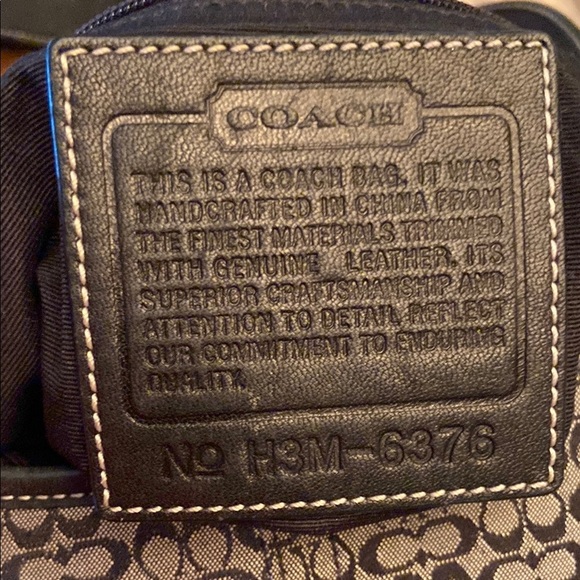 COACH
THIS IS A COACH BAG. IT WAS
HANDCRAFTED IN CHINA FROM
THE FINEST MATERIALS TRIMMED
WITH GENUINE LEATHER. ITS
SUPERIOR CRAFTSMANSHIP AND
ATTENTION TO DETAIL REFLECT
OUR COMMITMENT TO ENDURING
QUALITY.
No H3M-6376